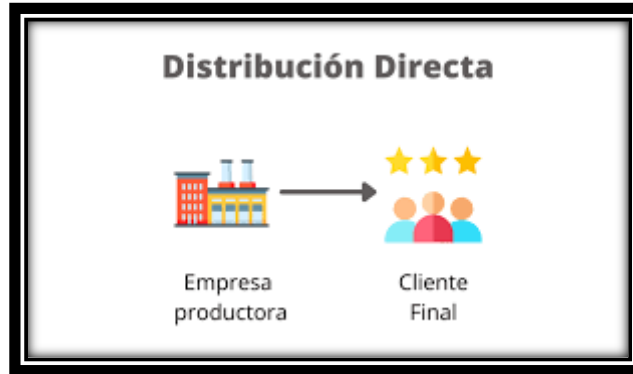 Distribución Directa
Empresa
productora
Cliente
Final